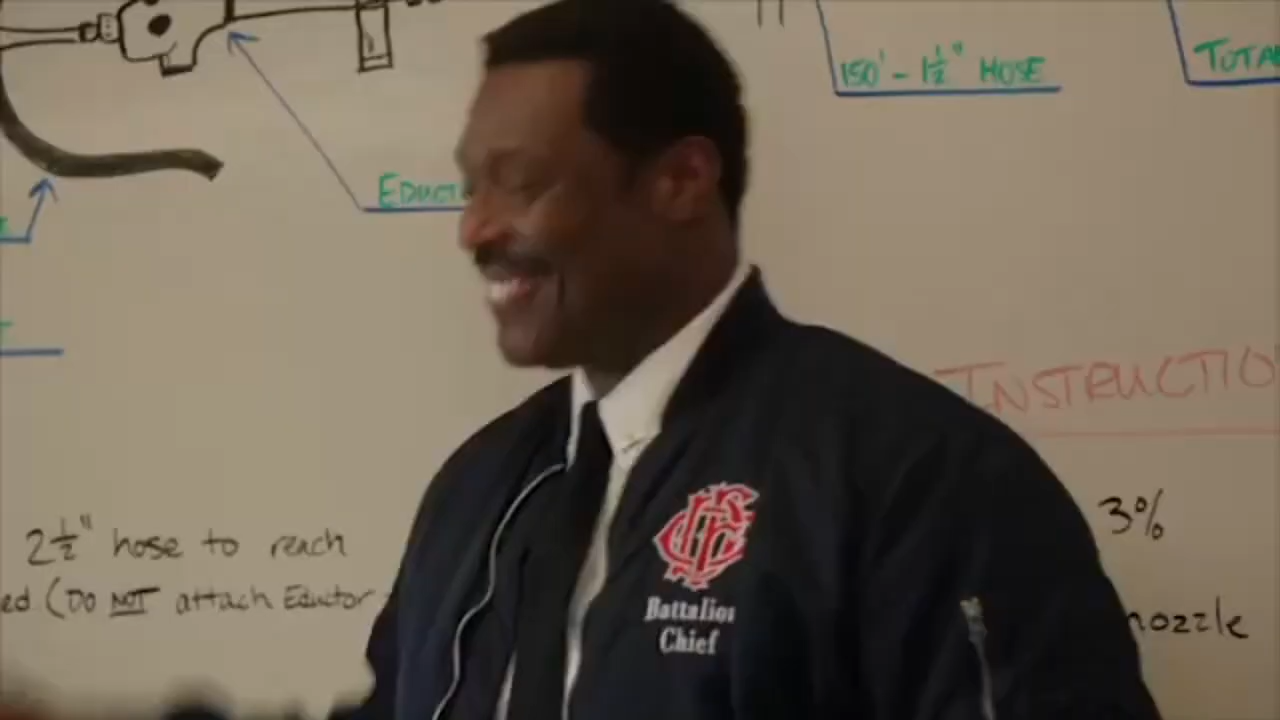 150' - 1½" HOSE
TOTA
EDUCT
INSTRUCTIO
CFD
Battalion
Chief
3%
2½" hose to reach
ed (DO NOT attach Eductor
nozzle